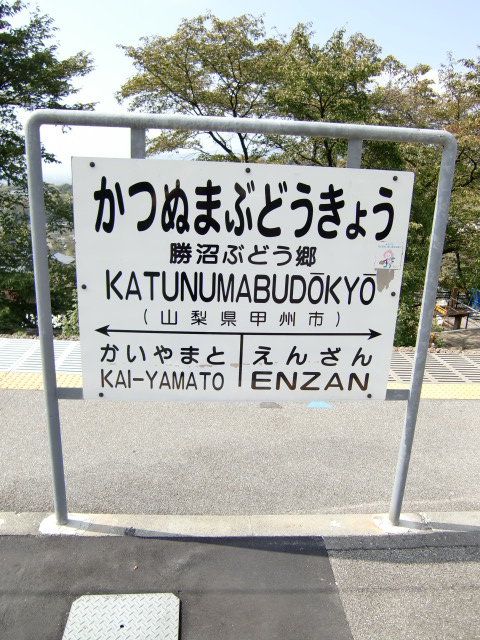 かつぬまぶどうきょう
勝沼ぶどう郷
KATUNUMABUDŌKYŌ
(山梨県甲州市)
かいやまと えんざん
KAI-YAMATO ENZAN